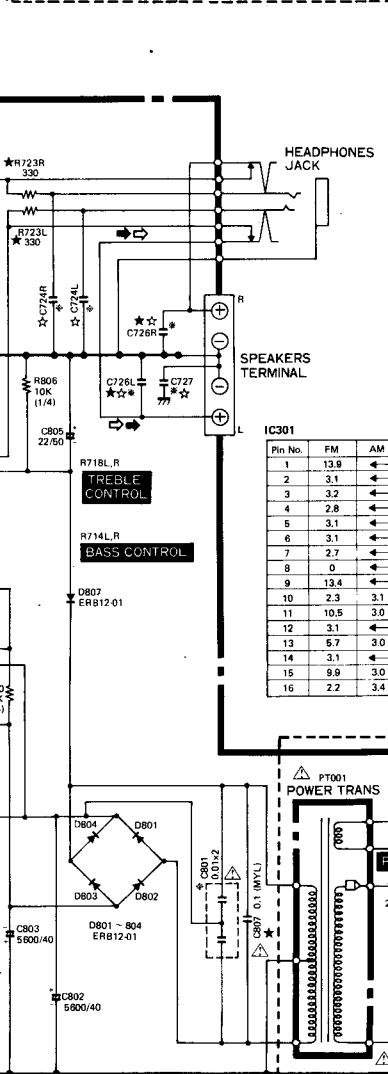 HEADPHONES
JACK
★R723R
330
★R723L
330
☆C724R ※
☆C724L ※
★☆
C726R ※
R
SPEAKERS
TERMINAL
L
R806
10K
(1/4)
C726L
★☆※
C727
※☆
C805
22/50
R718L,R
TREBLE
CONTROL
R714L,R
BASS CONTROL
IC301
Pin No. FM AM
1 13.9 ←
2 3.1 ←
3 3.2 ←
4 2.8 ←
5 3.1 ←
6 3.1 ←
7 2.7 ←
8 0 ←
9 13.4 ←
10 2.3 3.1
11 10.5 3.0
12 3.1 ←
13 5.7 3.0
14 3.1 ←
15 9.9 3.0
16 2.2 3.4
D807
ERB12-01
PT001
POWER TRANS
D804
D801
D803
D802
D801 ~ 804
ERB12-01
※ C801
0.01×2
C807 0.1 (MYL)
★
C803
5600/40
C802
5600/40